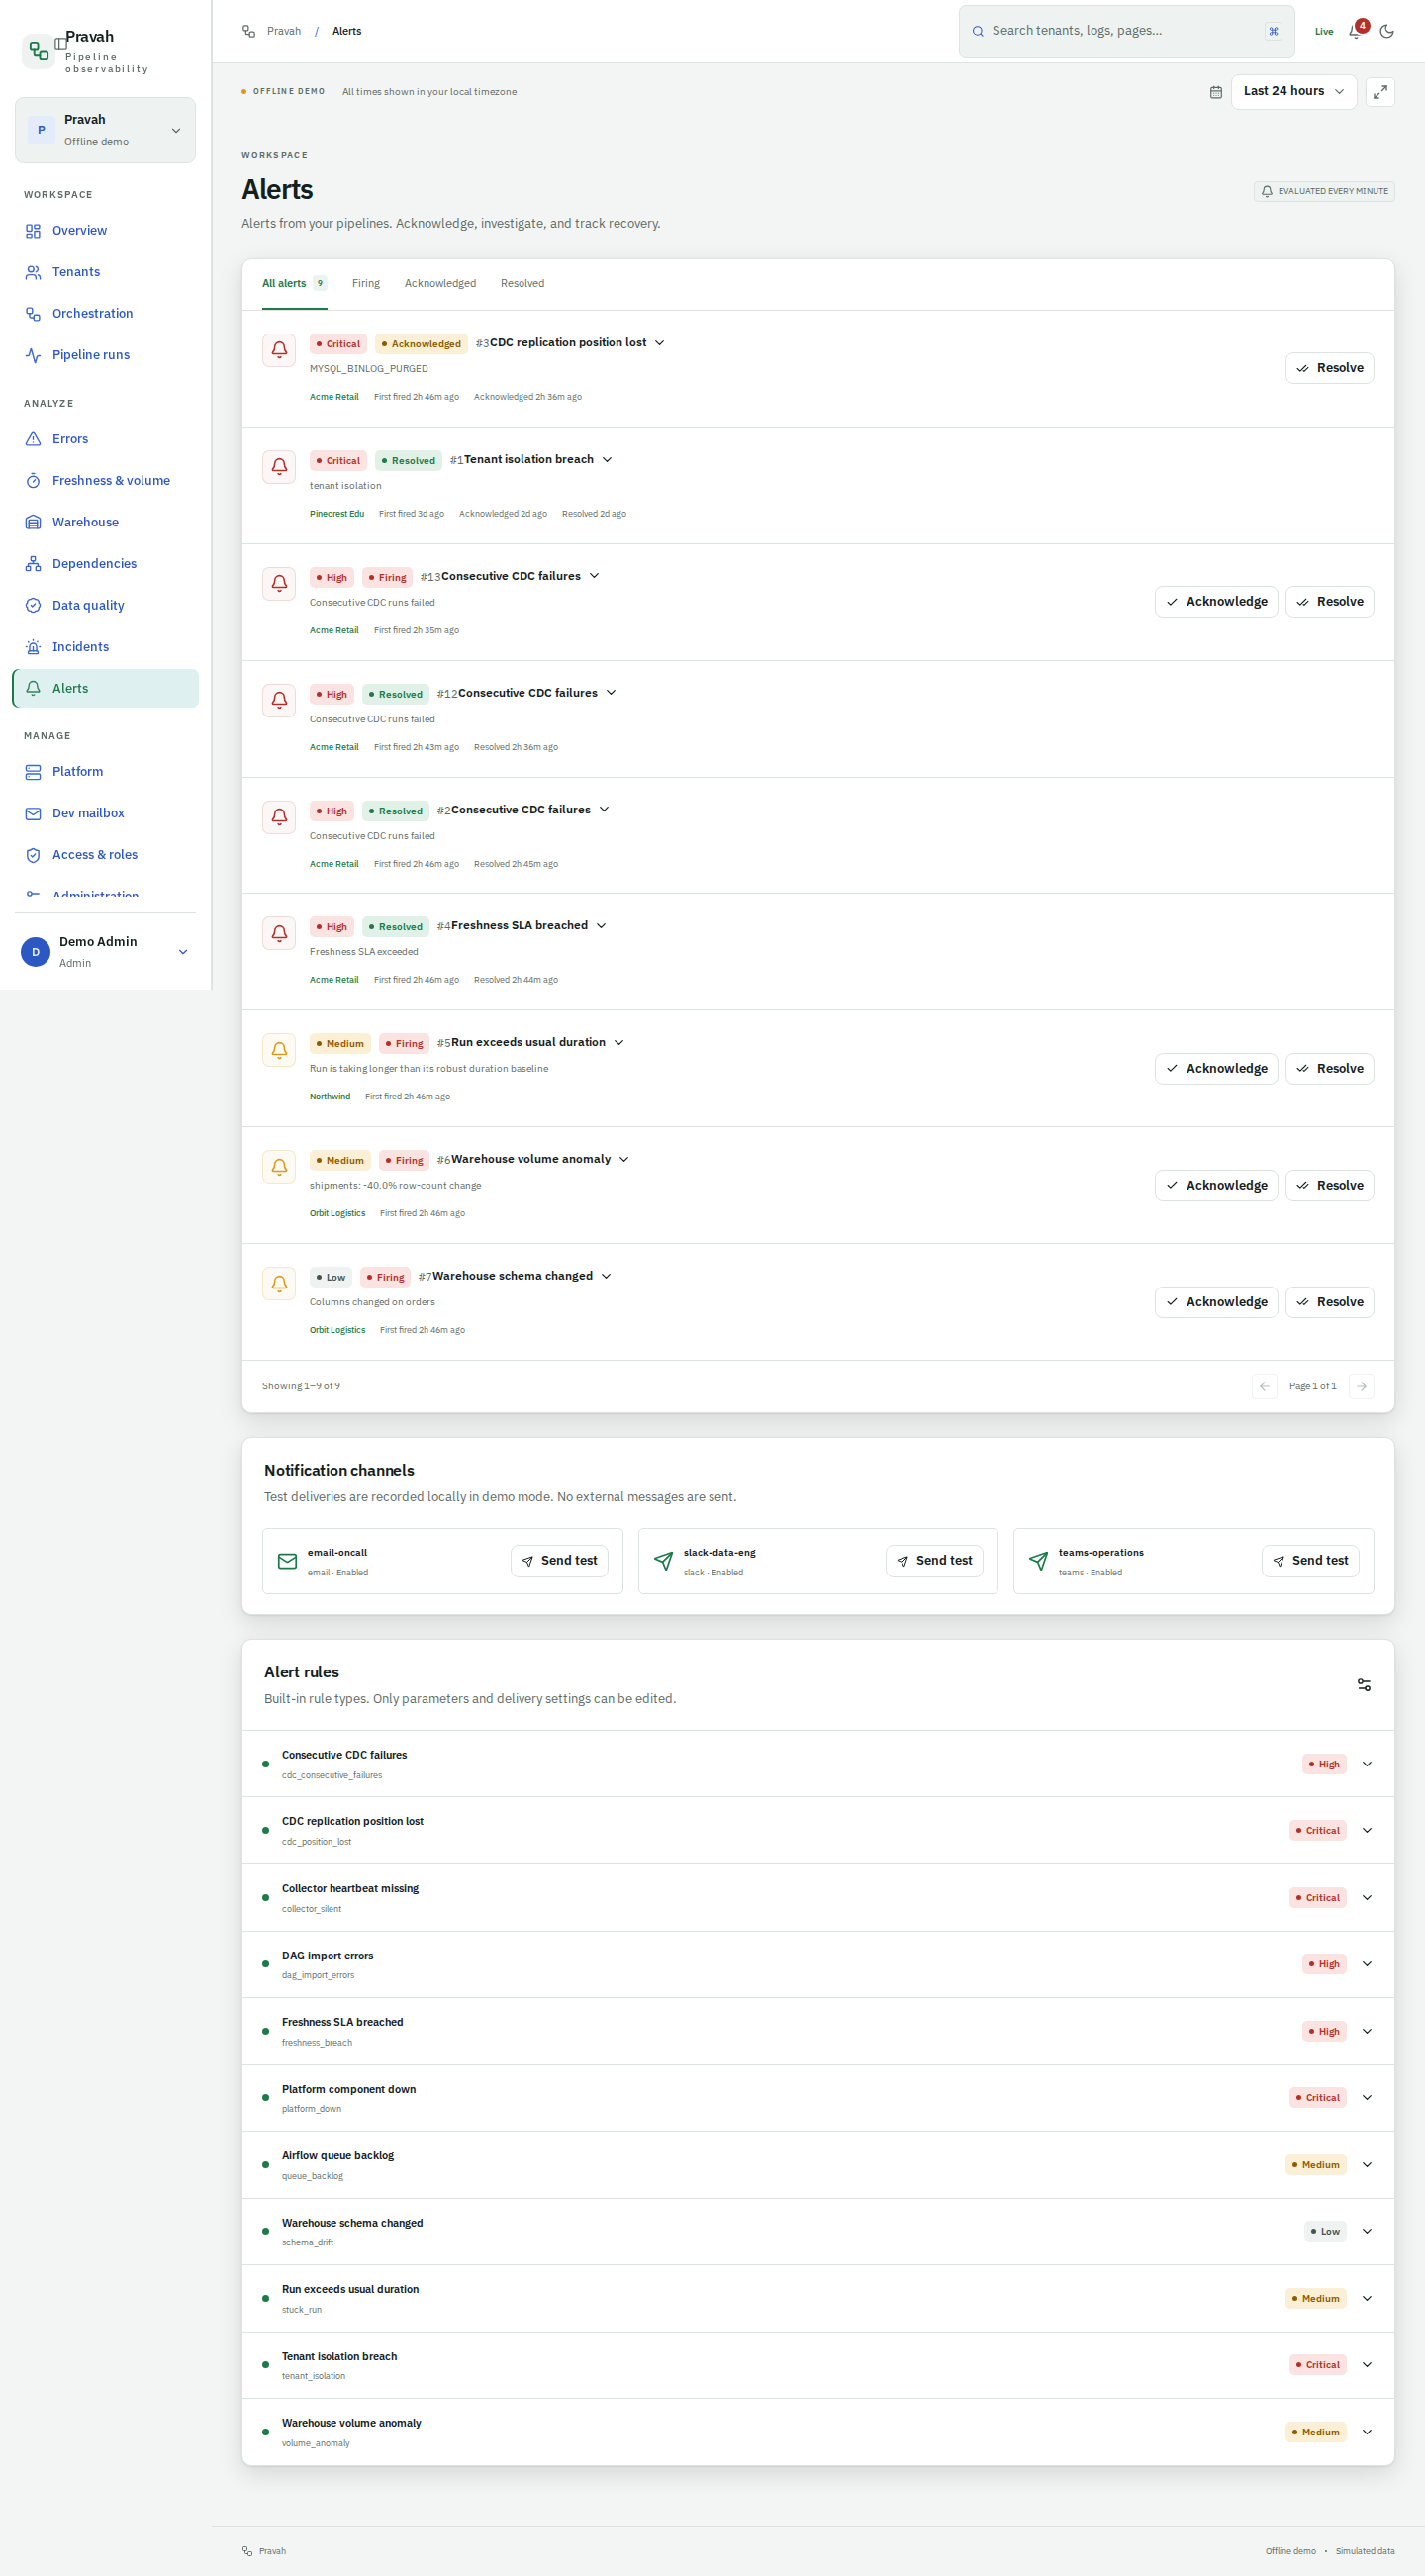 Pravah
Pipeline
observability
P
Pravah
Offline demo
WORKSPACE
Overview
Tenants
Orchestration
Pipeline runs
ANALYZE
Errors
Freshness & volume
Warehouse
Dependencies
Data quality
Incidents
Alerts
MANAGE
Platform
Dev mailbox
Access & roles
Administration
D
Demo Admin
Admin
Pravah / Alerts
Search tenants, logs, pages...
⌘
Live
4
OFFLINE DEMO All times shown in your local timezone
Last 24 hours
WORKSPACE
Alerts
EVALUATED EVERY MINUTE
Alerts from your pipelines. Acknowledge, investigate, and track recovery.
All alerts 9 Firing Acknowledged Resolved
Critical Acknowledged #3CDC replication position lost
MYSQL_BINLOG_PURGED
Resolve
Acme Retail First fired 2h 46m ago Acknowledged 2h 36m ago
Critical Resolved #1Tenant isolation breach
tenant isolation
Pinecrest Edu First fired 3d ago Acknowledged 2d ago Resolved 2d ago
High Firing #13Consecutive CDC failures
Consecutive CDC runs failed
Acknowledge Resolve
Acme Retail First fired 2h 35m ago
High Resolved #12Consecutive CDC failures
Consecutive CDC runs failed
Acme Retail First fired 2h 43m ago Resolved 2h 36m ago
High Resolved #2Consecutive CDC failures
Consecutive CDC runs failed
Acme Retail First fired 2h 46m ago Resolved 2h 45m ago
High Resolved #4Freshness SLA breached
Freshness SLA exceeded
Acme Retail First fired 2h 46m ago Resolved 2h 44m ago
Medium Firing #5Run exceeds usual duration
Run is taking longer than its robust duration baseline
Acknowledge Resolve
Northwind First fired 2h 46m ago
Medium Firing #6Warehouse volume anomaly
shipments: -40.0% row-count change
Acknowledge Resolve
Orbit Logistics First fired 2h 46m ago
Low Firing #7Warehouse schema changed
Columns changed on orders
Acknowledge Resolve
Orbit Logistics First fired 2h 46m ago
Showing 1–9 of 9
Page 1 of 1
Notification channels
Test deliveries are recorded locally in demo mode. No external messages are sent.
email-oncall
email · Enabled
Send test
slack-data-eng
slack · Enabled
Send test
teams-operations
teams · Enabled
Send test
Alert rules
Built-in rule types. Only parameters and delivery settings can be edited.
Consecutive CDC failures
cdc_consecutive_failures
High
CDC replication position lost
cdc_position_lost
Critical
Collector heartbeat missing
collector_silent
Critical
DAG import errors
dag_import_errors
High
Freshness SLA breached
freshness_breach
High
Platform component down
platform_down
Critical
Airflow queue backlog
queue_backlog
Medium
Warehouse schema changed
schema_drift
Low
Run exceeds usual duration
stuck_run
Medium
Tenant isolation breach
tenant_isolation
Critical
Warehouse volume anomaly
volume_anomaly
Medium
Pravah
Offline demo • Simulated data